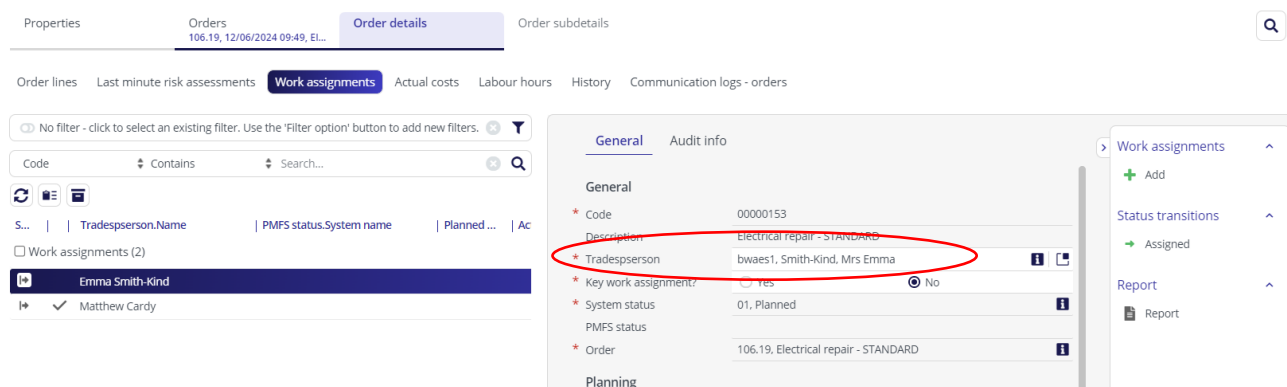 Properties
Orders
106.19, 12/06/2024 09:49, El...
Order details
Order subdetails
Order lines Last minute risk assessments Work assignments Actual costs Labour hours History Communication logs - orders
No filter - click to select an existing filter. Use the 'Filter option' button to add new filters.
Code Contains Search...
S... | | Tradespserson.Name | PMFS status.System name | Planned ... | Ac
Work assignments (2)
Emma Smith-Kind
Matthew Cardy
General Audit info
General
* Code 00000153
Description Electrical repair - STANDARD
* Tradespserson bwaes1, Smith-Kind, Mrs Emma
* Key work assignment? Yes No
* System status 01, Planned
PMFS status
* Order 106.19, Electrical repair - STANDARD
Planning
Work assignments
Add
Status transitions
Assigned
Report
Report